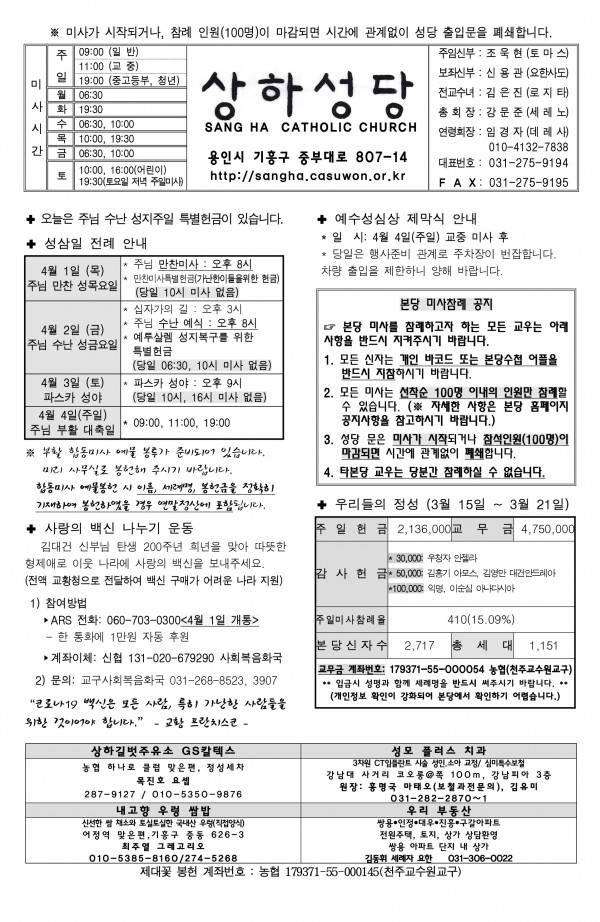 ※ 미사가 시작되거나, 참례 인원(100명)이 마감되면 시간에 관계없이 성당 출입문을 폐쇄합니다.
미사시간
주일
09:00 (일 반)
11:00 (교 중)
19:00 (중고등부, 청년)
월 06:30
화 19:30
수 06:30, 10:00
목 10:00, 19:30
금 06:30, 10:00
토 10:00, 16:00(어린이)
19:30(토요일 저녁 주일미사)
상하성당
SANG HA CATHOLIC CHURCH
용인시 기흥구 중부대로 807-14
http://sangha.casuwon.or.kr
주임신부 : 조 욱 현 (토 마 스)
보좌신부 : 신 용 관 (요한사도)
전교수녀 : 김 은 진 (로 지 타)
총 회 장 : 강 문 준 (세 레 노)
연령회장 : 임 경 자 (데 레 사)
010-4132-7838
대표번호 : 031-275-9194
F A X : 031-275-9195
✚ 오늘은 주님 수난 성지주일 특별헌금이 있습니다.
✚ 성삼일 전례 안내
4월 1일 (목)
주님 만찬 성목요일
* 주님 만찬미사 : 오후 8시
* 만찬미사특별헌금(가난한이들을위한 헌금)
(당일 10시 미사 없음)
4월 2일 (금)
주님 수난 성금요일
* 십자가의 길 : 오후 3시
* 주님 수난 예식 : 오후 8시
* 예루살렘 성지복구를 위한
특별헌금
(당일 06:30, 10시 미사 없음)
4월 3일 (토)
파스카 성야
* 파스카 성야 : 오후 9시
(당일 10시, 16시 미사 없음)
4월 4일(주일)
주님 부활 대축일
* 09:00, 11:00, 19:00
※ 부활 합동미사 예물 봉투가 준비되어 있습니다.
미리 사무실로 봉헌해 주시기 바랍니다.
합동미사 예물봉헌 시 이름, 세례명, 봉헌금을 정확히
기재하여 봉헌하였을 경우 연말정산에 포함됩니다.
✚ 사랑의 백신 나누기 운동
김대건 신부님 탄생 200주년 희년을 맞아 따뜻한
형제애로 이웃 나라에 사랑의 백신을 보내주세요.
(전액 교황청으로 전달하여 백신 구매가 어려운 나라 지원)
1) 참여방법
▶ARS 전화: 060-703-0300<4월 1일 개통>
- 한 통화에 1만원 자동 후원
▶계좌이체: 신협 131-020-679290 사회복음화국
2) 문의: 교구사회복음화국 031-268-8523, 3907
"코로나19 백신은 모든 사람, 특히 가난한 사람들을
위한 것이어야 합니다." - 교황 프란치스코 -
✚ 예수성심상 제막식 안내
* 일 시: 4월 4일(주일) 교중 미사 후
* 당일은 행사준비 관계로 주차장이 번잡합니다.
차량 출입을 제한하니 양해 바랍니다.
본당 미사참례 공지
☞ 본당 미사를 참례하고자 하는 모든 교우는 아래
사항을 반드시 지켜주시기 바랍니다.
1. 모든 신자는 개인 바코드 또는 본당수첩 어플을
반드시 지참하시기 바랍니다.
2. 모든 미사는 선착순 100명 이내의 인원만 참례할
수 있습니다. (※ 자세한 사항은 본당 홈페이지
공지사항을 참고하시기 바랍니다.)
3. 성당 문은 미사가 시작되거나 참석인원(100명)이
마감되면 시간에 관계없이 폐쇄합니다.
4. 타본당 교우는 당분간 참례하실 수 없습니다.
✚ 우리들의 정성 (3월 15일 ~ 3월 21일)
주 일 헌 금 2,136,000 교 무 금 4,750,000
감 사 헌 금
* 30,000: 우청자 안젤라
* 50,000: 김홍기 아모스, 김영만 대건안드레아
*100,000: 익명, 이순심 아나다시아
주일미사참례율 410(15.09%)
본 당 신 자 수 2,717 총 세 대 1,151
교무금 계좌번호: 179371-55-000054 농협(천주교수원교구)
** 입금시 성명과 함께 세례명을 반드시 써주시기 바랍니다. **
(개인정보 확인이 강화되어 본당에서 확인하기 어렵습니다.)
상하길벗주유소 GS칼텍스
농협 하나로 클럽 맞은편, 정성세차
목진호 요셉
287-9127 / 010-5350-9876
성모 플러스 치과
3차원 CT임플란트 시술 성인,소아 교정/ 심미특수보철
강남대 사거리 코오롱@쪽 100m, 강남피아 3층
원장: 홍명국 마태오(보철과전문의), 김유미
031-282-2870~1
내고향 우렁 쌈밥
신선한 쌈 채소와 토실토실한 국내산 우렁(직접양식)
어정역 맞은편,기흥구 중동 626-3
최주열 그레고리오
010-5385-8160/274-5268
우리 부동산
쌍용•인정•대우•진흥•구갈아파트
전원주택, 토지, 상가 상담환영
쌍용 아파트 단지 내 상가
김동휘 세례자 요한 031-306-0022
제대꽃 봉헌 계좌번호 : 농협 179371-55-000145(천주교수원교구)